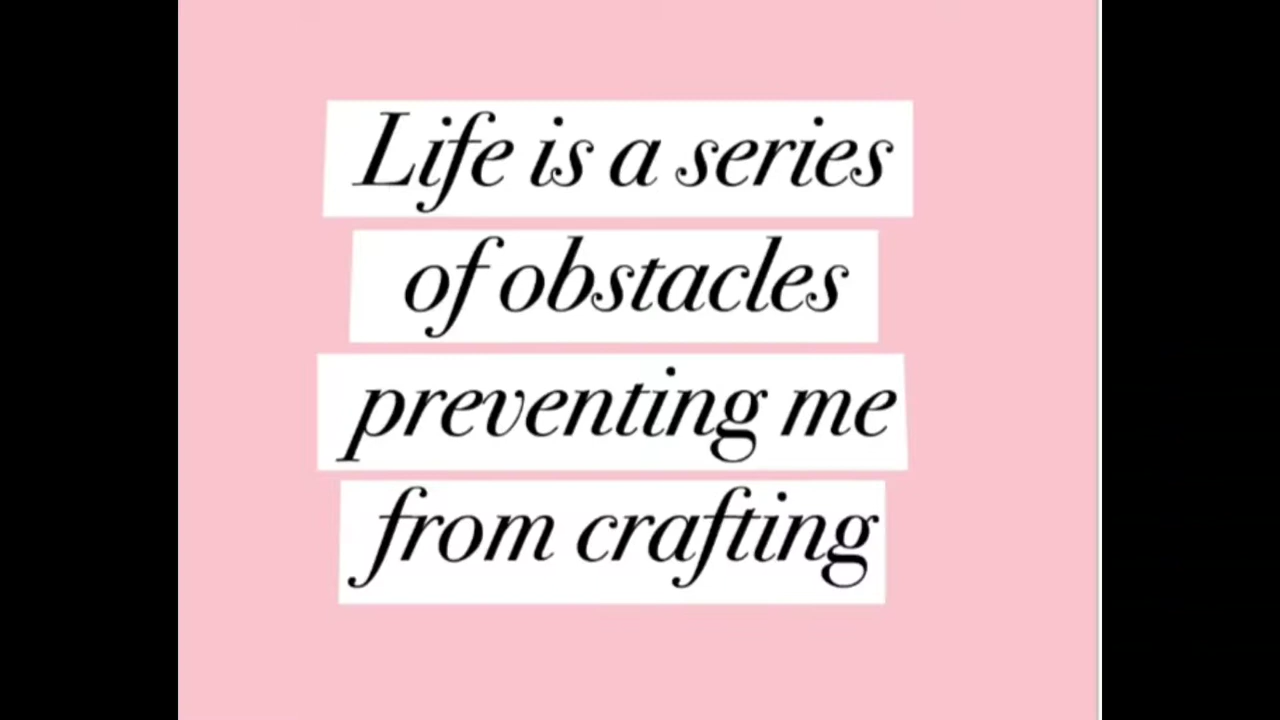 Life is a series
of obstacles
preventing me
from crafting